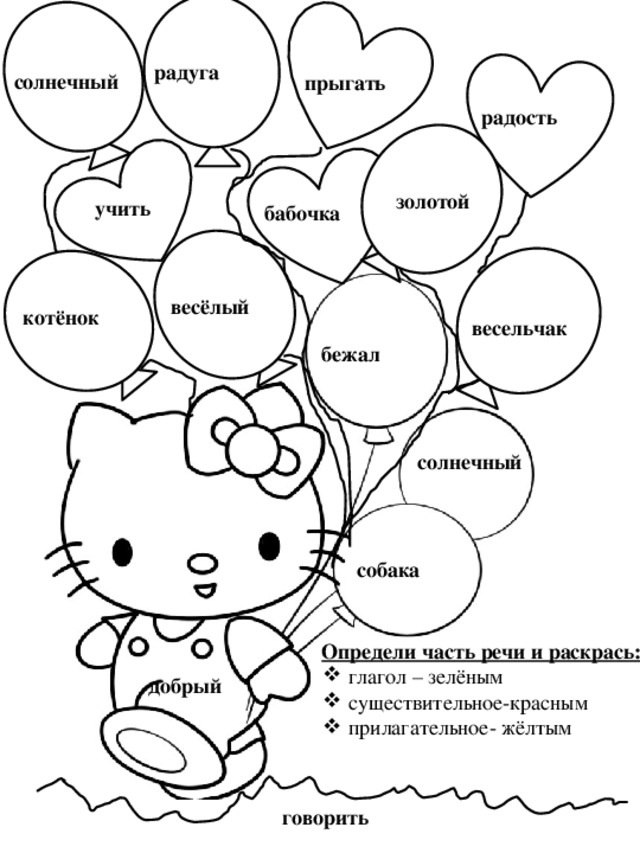 солнечный
радуга
прыгать
радость
учить
бабочка
золотой
котёнок
весёлый
бежал
весельчак
солнечный
собака
Определи часть речи и раскрась:
❖ глагол – зелёным
❖ существительное-красным
❖ прилагательное- жёлтым
добрый
говорить